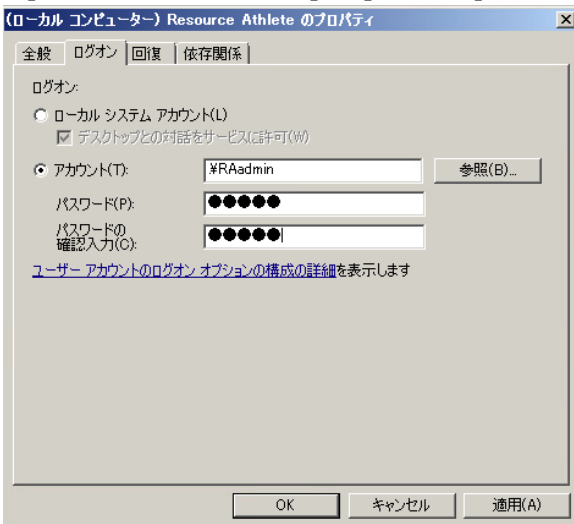 (ローカル コンピューター) Resource Athlete のプロパティ
全般 ログオン 回復 依存関係
ログオン:
ローカル システム アカウント(L)
デスクトップとの対話をサービスに許可(W)
アカウント(T): ¥RAadmin 参照(B)...
パスワード(P): ●●●●●
パスワードの
確認入力(C): ●●●●●
ユーザー アカウントのログオン オプションの構成の詳細を表示します
OK キャンセル 適用(A)